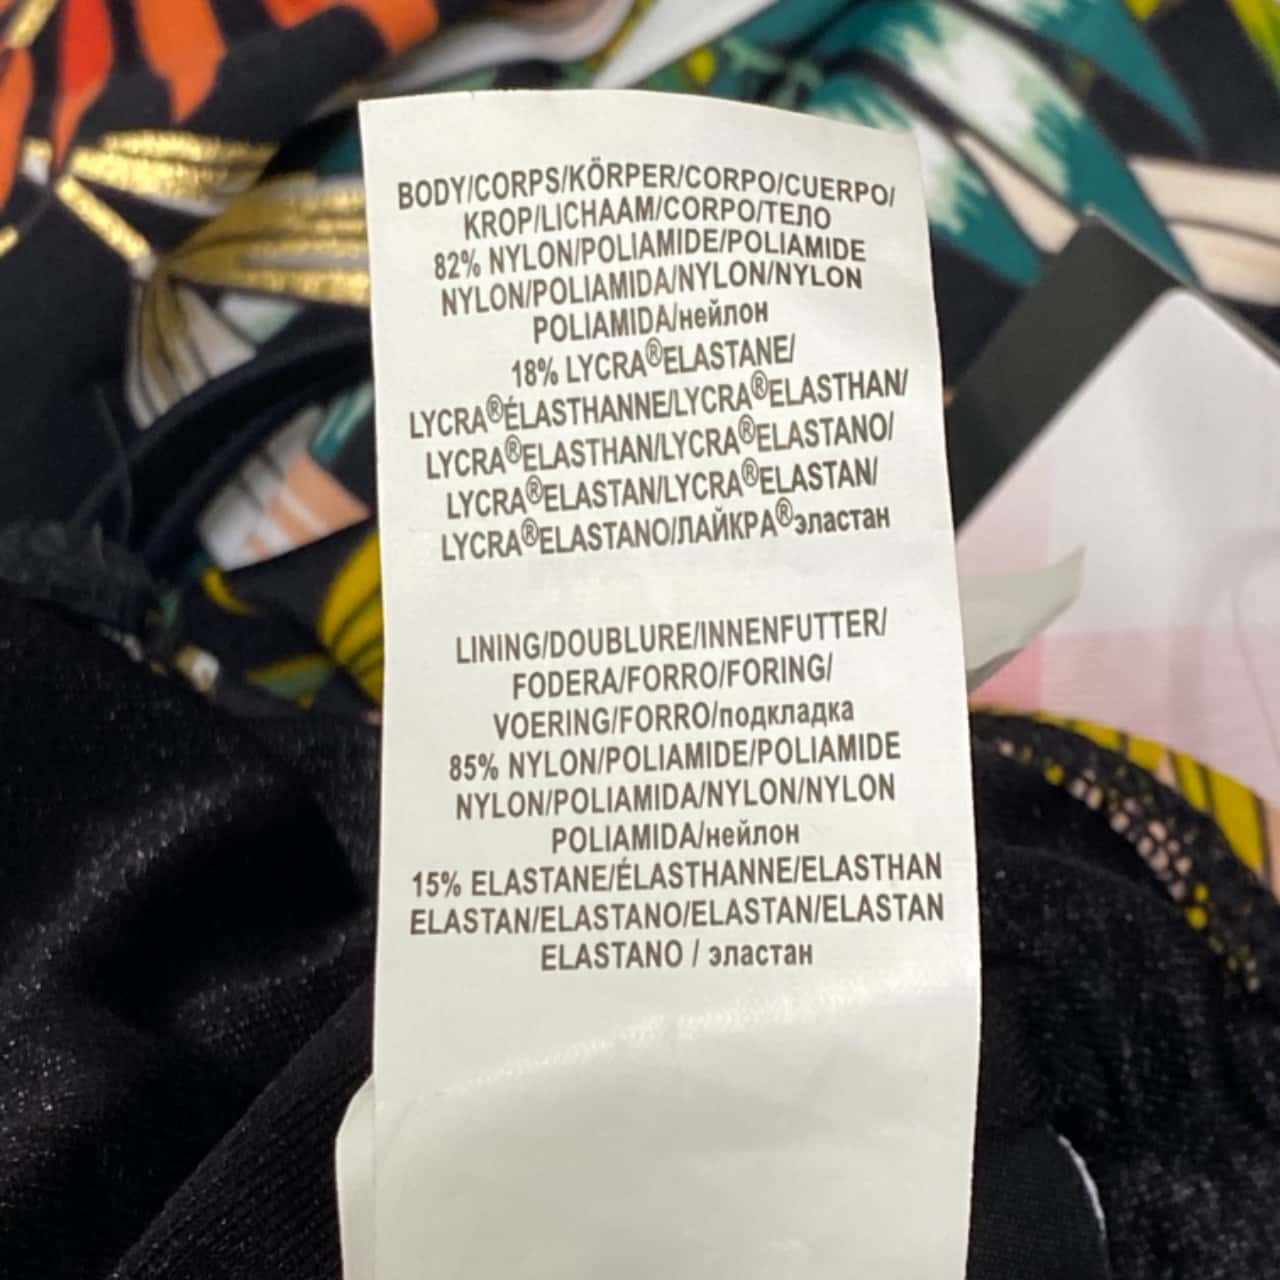 BODY/CORPS/KÖRPER/CORPO/CUERPO/
KROP/LICHAAM/CORPO/ТЕЛО
82% NYLON/POLIAMIDE/POLIAMIDE
NYLON/POLIAMIDA/NYLON/NYLON
POLIAMIDA/нейлон
18% LYCRA®ELASTANE/
LYCRA®ÉLASTHANNE/LYCRA®ELASTHAN/
LYCRA®ELASTHAN/LYCRA®ELASTANO/
LYCRA®ELASTAN/LYCRA®ELASTAN/
LYCRA®ELASTANO/ЛАЙКРА®эластан
LINING/DOUBLURE/INNENFUTTER/
FODERA/FORRO/FORING/
VOERING/FORRO/подкладка
85% NYLON/POLIAMIDE/POLIAMIDE
NYLON/POLIAMIDA/NYLON/NYLON
POLIAMIDA/нейлон
15% ELASTANE/ÉLASTHANNE/ELASTHAN
ELASTAN/ELASTANO/ELASTAN/ELASTAN
ELASTANO / эластан